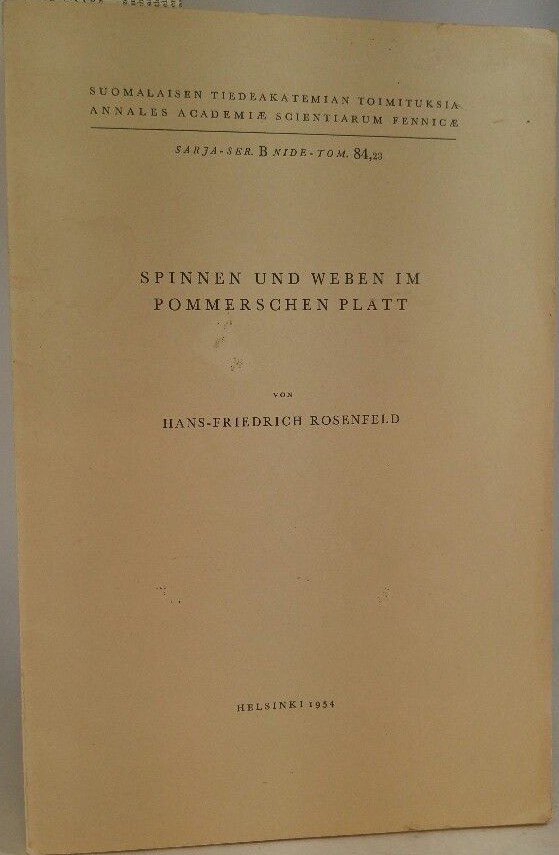 SUOMALAISEN TIEDEAKATEMIAN TOIMITUKSIA
ANNALES ACADEMIÆ SCIENTIARUM FENNICÆ
SARJA-SER. B NIDE-TOM. 84,23
SPINNEN UND WEBEN IM
POMMERSCHEN PLATT
VON
HANS-FRIEDRICH ROSENFELD
HELSINKI 1954